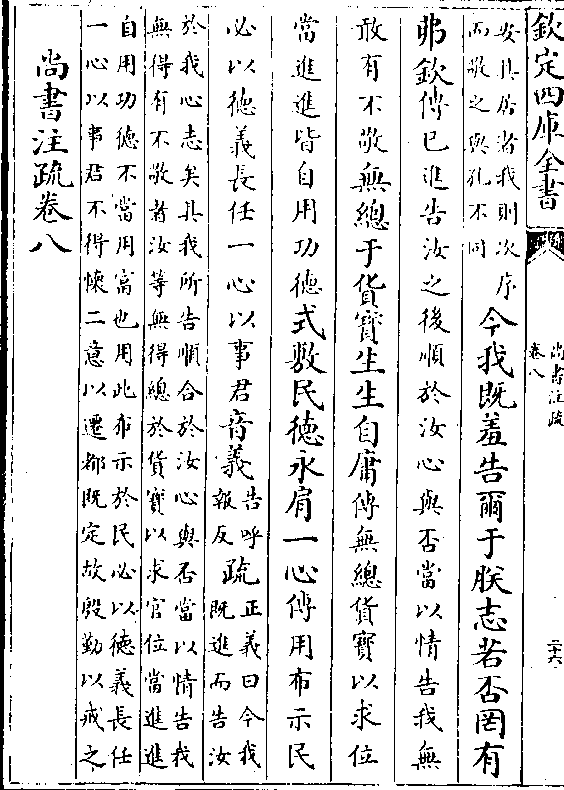 欽定四庫全書
尚書注疏
卷八
二十六
安其居者我則次序
而敬之與孔不同
今我既羞告爾于朕志若否罔有
弗欽傳已進告汝之後順於汝心與否當以情告我無
敢有不敬無總于貨寶生生自庸傳無總貨寶以求位
當進進皆自用功德式敷民德永肩一心傳用布示民
必以德義長任一心以事君音義
告呼
報反
疏
正義曰今我
既進而告汝
於我心志矣其我所告順合於汝心與否當以情告我
無得有不敬者汝等無得總於貨寶以求官位當進進
自用功德不當用富也用此布示於民必以德義長任
一心以事君不得懷二意以遷都既定故殷勤以戒之
尚書注疏卷八